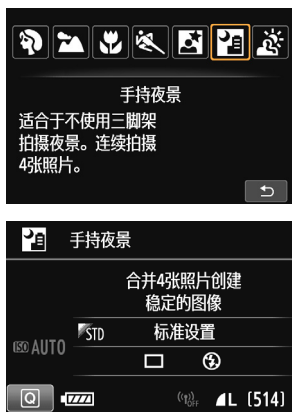 手持夜景
适合于不使用三脚架
拍摄夜景。连续拍摄
4张照片。
手持夜景
合并4张照片创建
稳定的图像
STD 标准设置
ISO AUTO
Q OFF L [514]